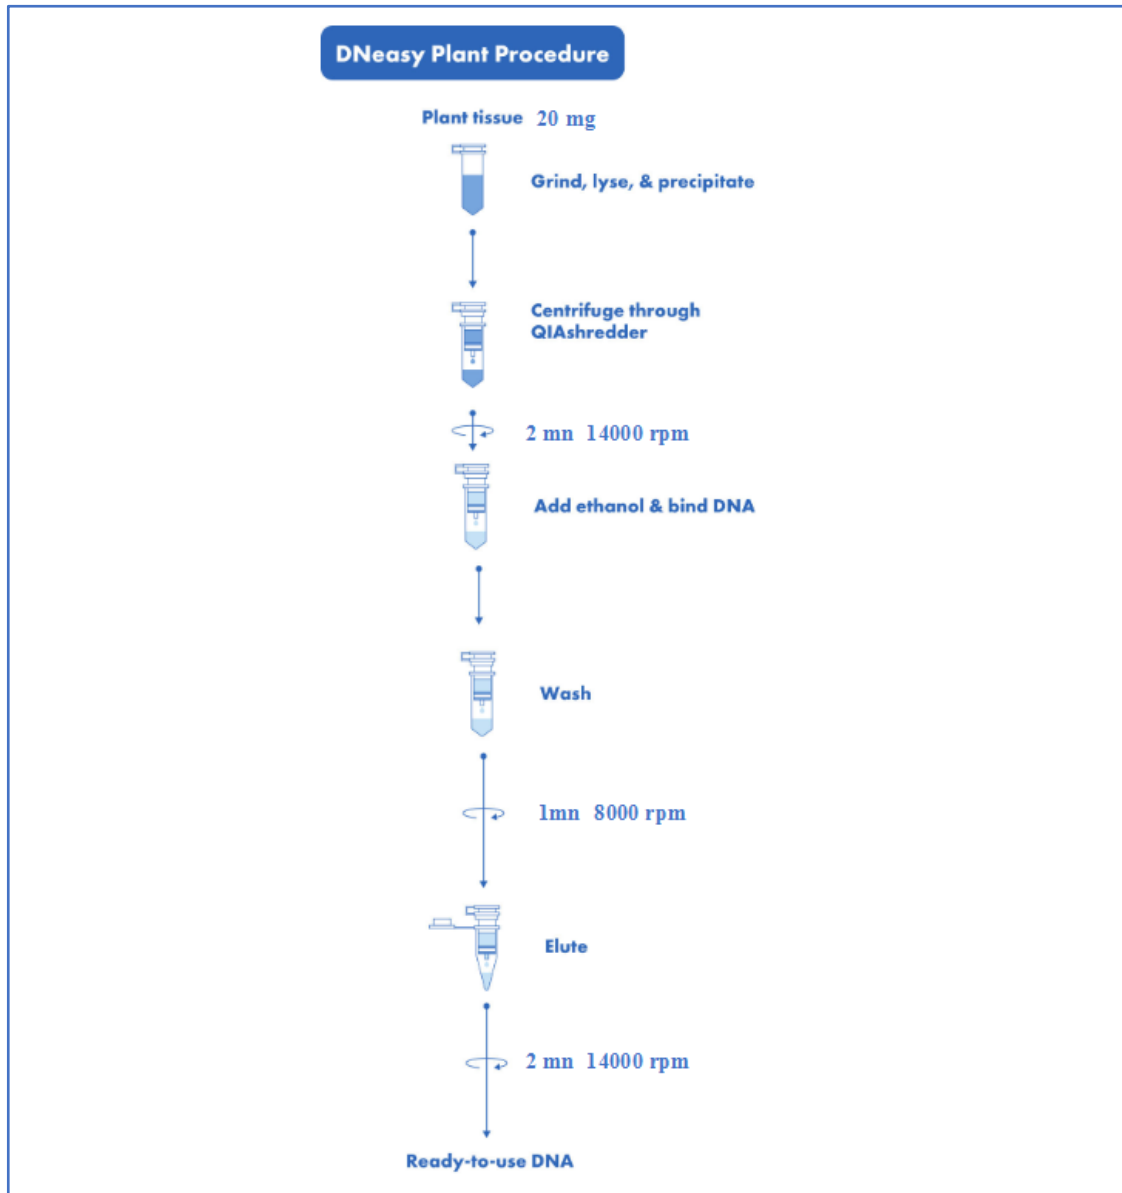 DNeasy Plant Procedure
Plant tissue 20 mg
Grind, lyse, & precipitate
Centrifuge through
QIAshredder
2 mn 14000 rpm
Add ethanol & bind DNA
Wash
1mn 8000 rpm
Elute
2 mn 14000 rpm
Ready-to-use DNA